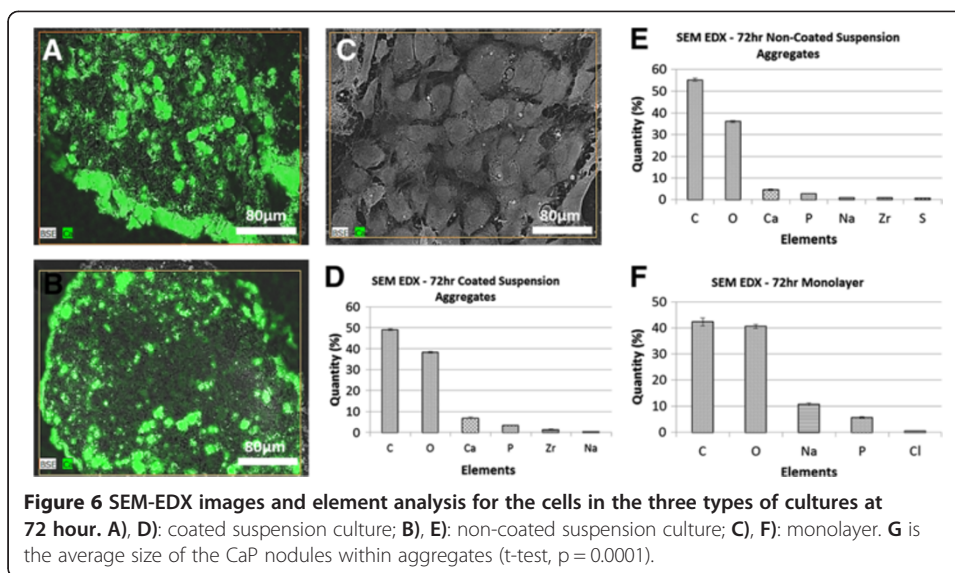 A
80µm
BSE
C
80µm
BSE
E
SEM EDX - 72hr Non-Coated Suspension
Aggregates
Quantity (%)
60
50
40
30
20
10
0
C O Ca P Na Zr S
Elements
B
80µm
BSE
D
SEM EDX - 72hr Coated Suspension
Aggregates
Quantity (%)
60
50
40
30
20
10
0
C O Ca P Zr Na
Elements
F
SEM EDX - 72hr Monolayer
Quantity (%)
50
40
30
20
10
0
C O Na P Cl
Elements
Figure 6 SEM-EDX images and element analysis for the cells in the three types of cultures at
72 hour. A), D): coated suspension culture; B), E): non-coated suspension culture; C), F): monolayer. G is
the average size of the CaP nodules within aggregates (t-test, p = 0.0001).